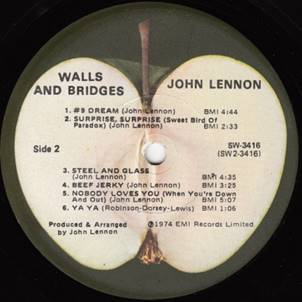 WALLS
AND BRIDGES
JOHN LENNON
1. #9 DREAM (John Lennon) BMI 4:44
2. SURPRISE, SURPRISE (Sweet Bird Of
Paradox) (John Lennon) BMI 2:33
Side 2
SW-3416
(SW2-3416)
3. STEEL AND GLASS
(John Lennon) BMI 4:35
4. BEEF JERKY (John Lennon) BMI 3:25
5. NOBODY LOVES YOU (When You're Down
And Out) (John Lennon) BMI 5:07
6. YA YA (Robinson-Dorsey-Lewis) BMI 1:06
Produced & Arranged
by John Lennon
℗1974 EMI Records Limited